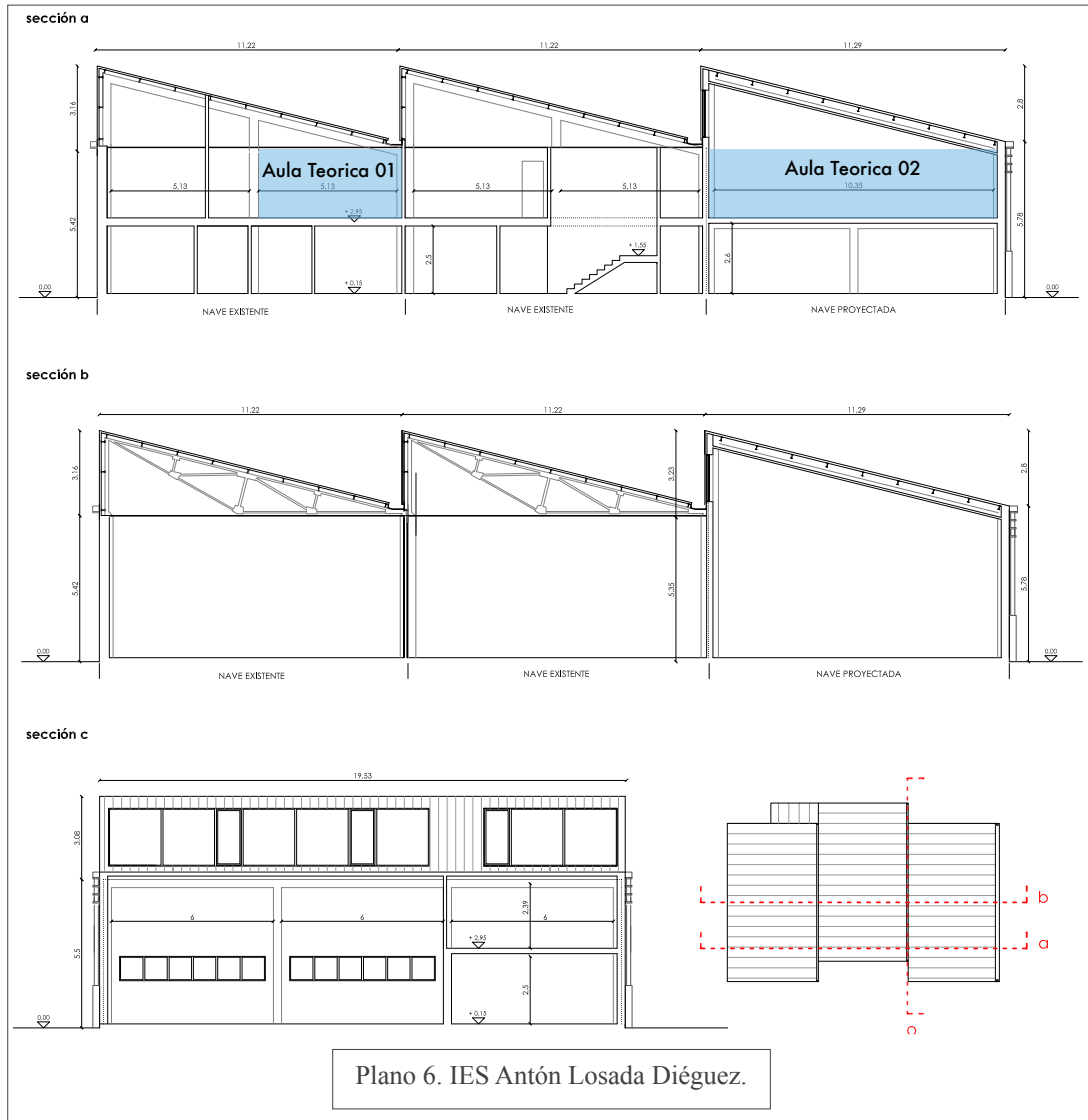 sección a
11,22
11,22
11,29
3,16
2,8
Aula Teorica 01
Aula Teorica 02
5,13
5,13
5,13
5,13
10,35
+ 2,95
5,42
5,78
+ 1,55
2,5
2,6
+ 0,15
0,00
0,00
NAVE EXISTENTE
NAVE EXISTENTE
NAVE PROYECTADA
sección b
11,22
11,22
11,29
3,16
3,23
2,8
5,42
5,35
5,78
0,00
0,00
NAVE EXISTENTE
NAVE EXISTENTE
NAVE PROYECTADA
sección c
19,53
3,08
2,39
6
6
6
+ 2,95
5,5
2,5
+ 0,15
0,00
b
a
c
Plano 6. IES Antón Losada Diéguez.